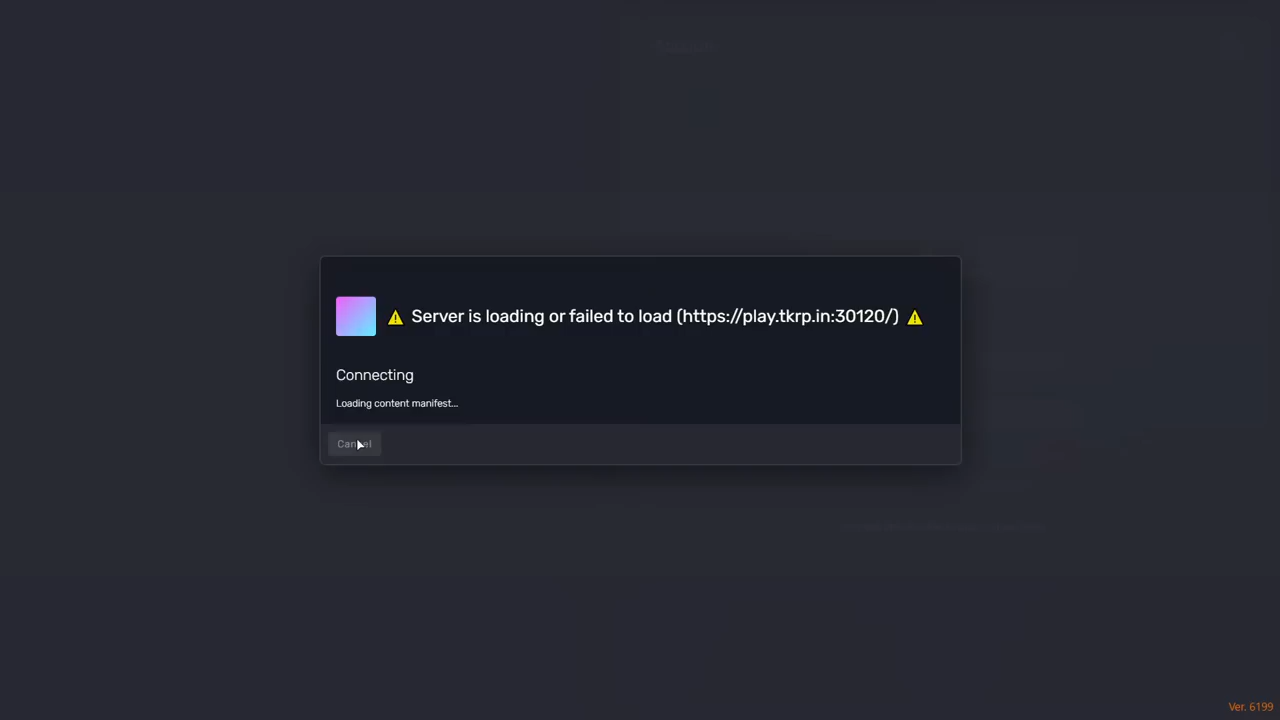 ⚠ Server is loading or failed to load (https://play.tkrp.in:30120/) ⚠
Connecting
Loading content manifest...
Cancel
Ver. 6199